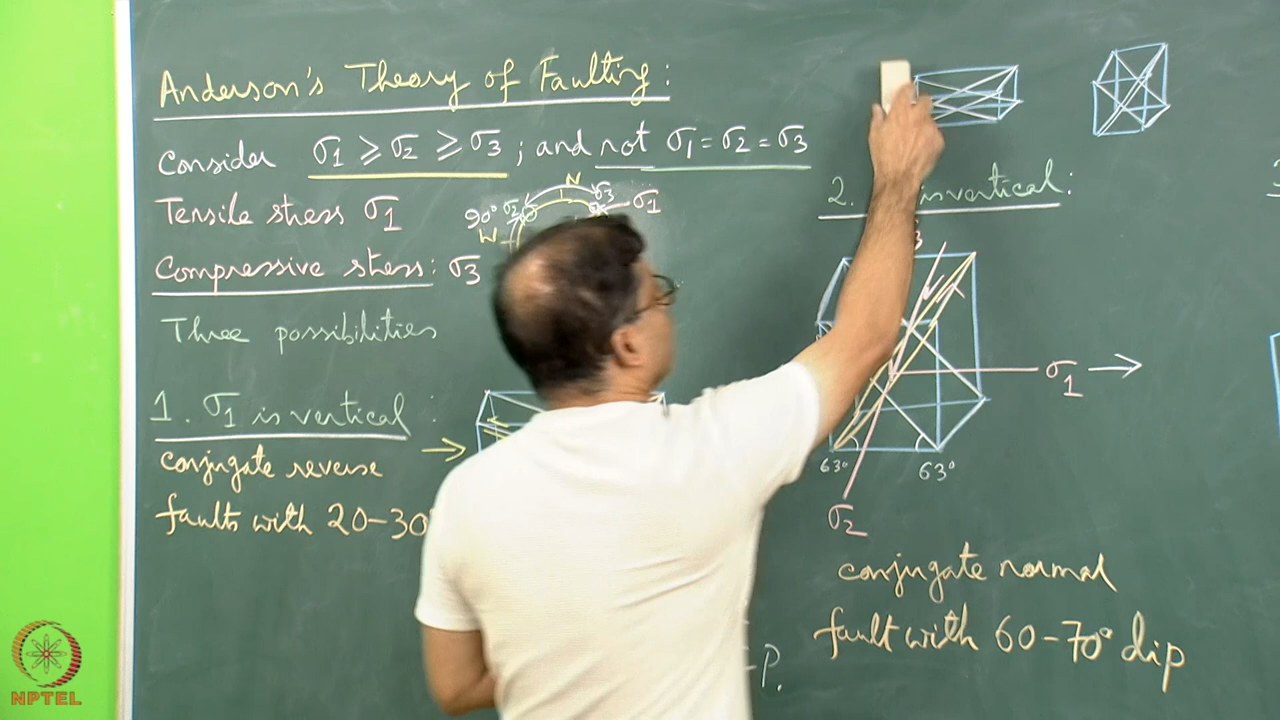 Anderson's Theory of Faulting:
Consider σ1 ⩾ σ2 ⩾ σ3 ; and not σ1 = σ2 = σ3
Tensile stress σ1
Compressive stress: σ3
Three possibilities
1. σ1 is vertical :
conjugate reverse
faults with 20-30
N
90° σ2 σ3 σ1
W
2. is vertical:
3
σ1
63° 63°
σ2
conjugate normal
fault with 60-70° dip
P.
NPTEL